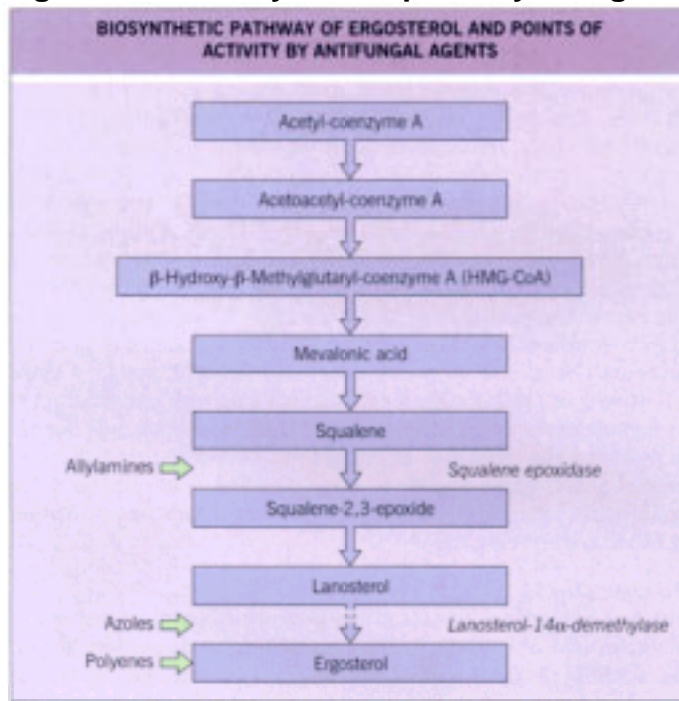 BIOSYNTHETIC PATHWAY OF ERGOSTEROL AND POINTS OF
ACTIVITY BY ANTIFUNGAL AGENTS
Acetyl-coenzyme A
Acetoacetyl-coenzyme A
β-Hydroxy-β-Methylglutaryl-coenzyme A (HMG-CoA)
Mevalonic acid
Squalene
Allylamines
Squalene epoxidase
Squalene-2,3-epoxide
Lanosterol
Azoles
Lanosterol-14α-demethylase
Polyenes
Ergosterol